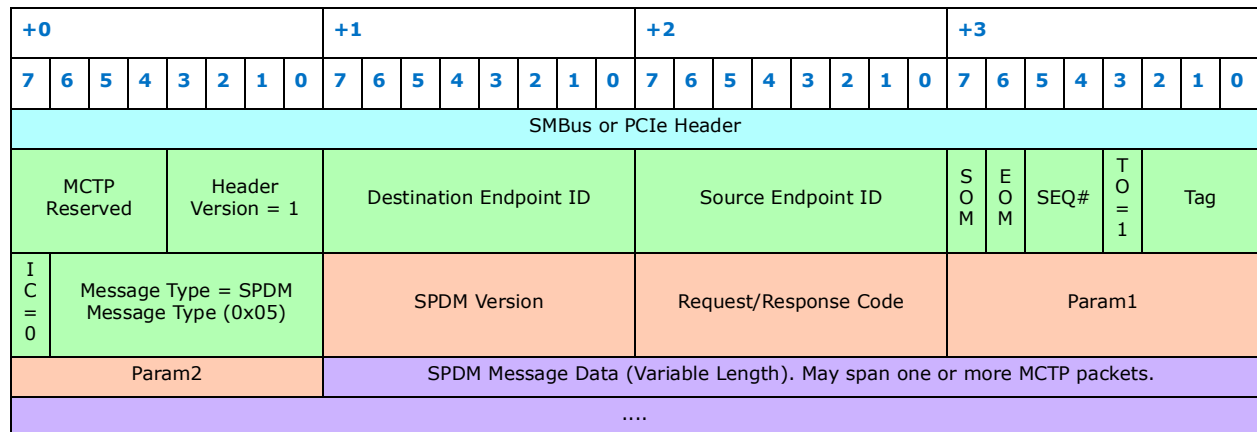 +0 +1 +2 +3
7 6 5 4 3 2 1 0 7 6 5 4 3 2 1 0 7 6 5 4 3 2 1 0 7 6 5 4 3 2 1 0
SMBus or PCIe Header
MCTP
Reserved
Header
Version = 1
Destination Endpoint ID
Source Endpoint ID
S
O
M
E
O
M
SEQ#
T
O
=
1
Tag
I
C
=
0
Message Type = SPDM
Message Type (0x05)
SPDM Version
Request/Response Code
Param1
Param2
SPDM Message Data (Variable Length). May span one or more MCTP packets.
....